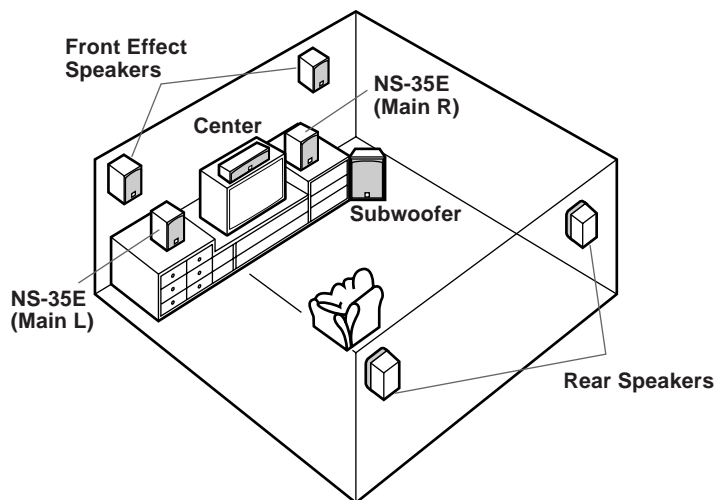 Front Effect
Speakers
NS-35E
(Main R)
Center
Subwoofer
NS-35E
(Main L)
Rear Speakers